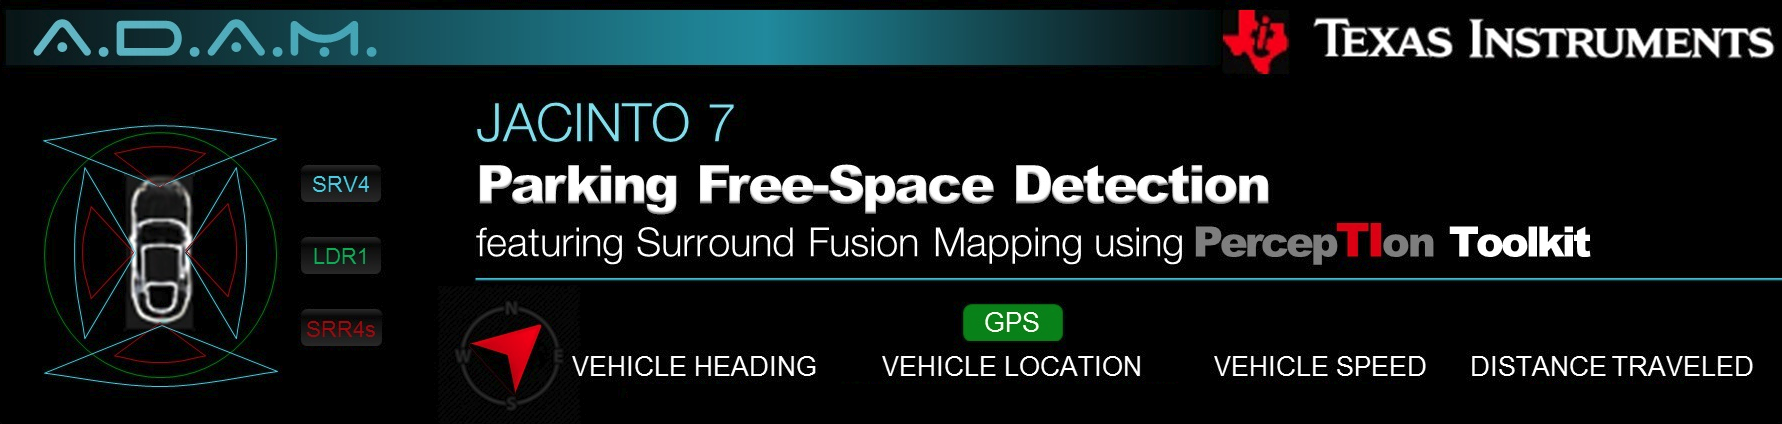 A.D.A.M.
TEXAS INSTRUMENTS
JACINTO 7
Parking Free-Space Detection
featuring Surround Fusion Mapping using PercepTIon Toolkit
SRV4
LDR1
SRR4s
N
W
E
S
GPS
VEHICLE HEADING
VEHICLE LOCATION
VEHICLE SPEED
DISTANCE TRAVELED